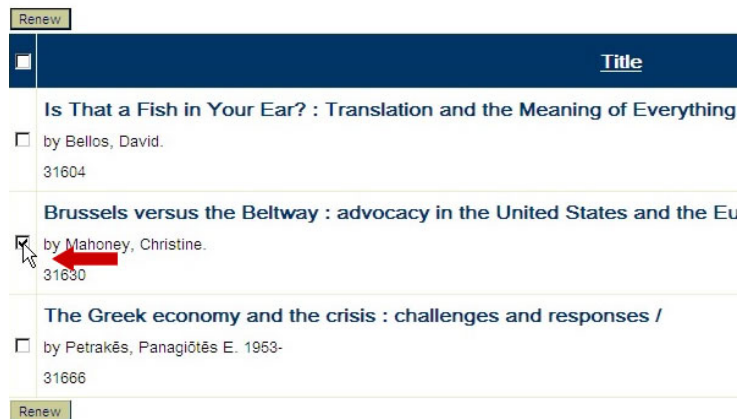 Renew
Title
Is That a Fish in Your Ear? : Translation and the Meaning of Everything
by Bellos, David.
31604
Brussels versus the Beltway : advocacy in the United States and the Eu
by Mahoney, Christine.
31630
The Greek economy and the crisis : challenges and responses /
by Petrakēs, Panagiōtēs E. 1953-
31666
Renew